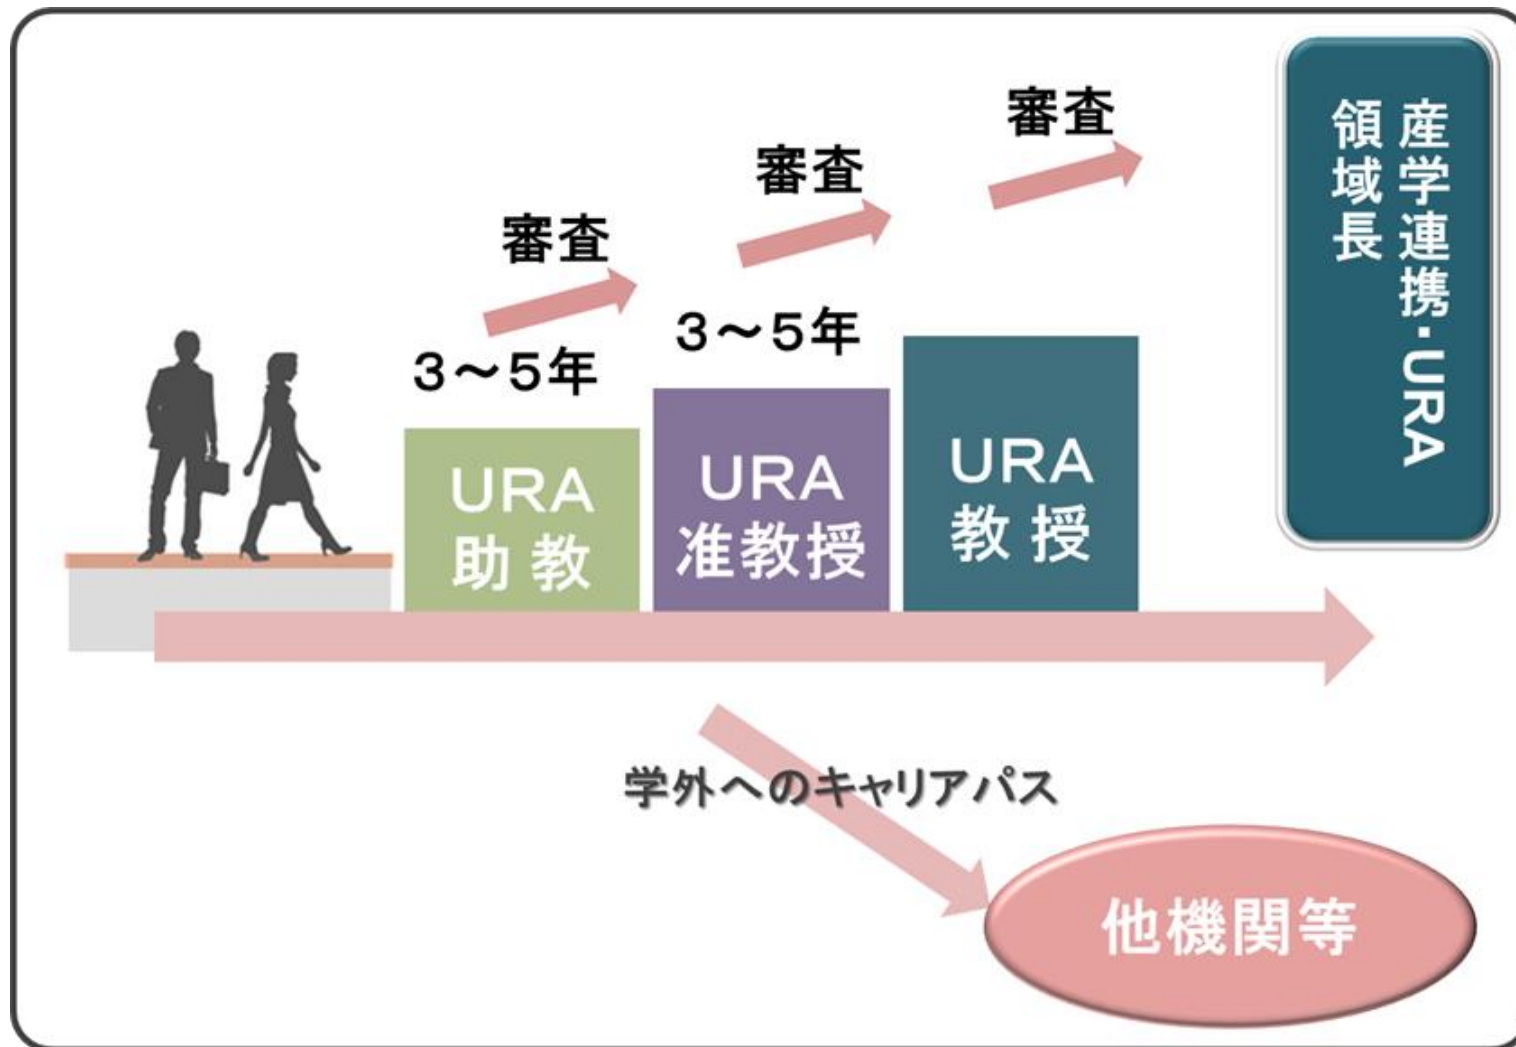 審査
審査
審査
3～5年
3～5年
URA
助教
URA
准教授
URA
教授
産学連携・URA
領域長
学外へのキャリアパス
他機関等